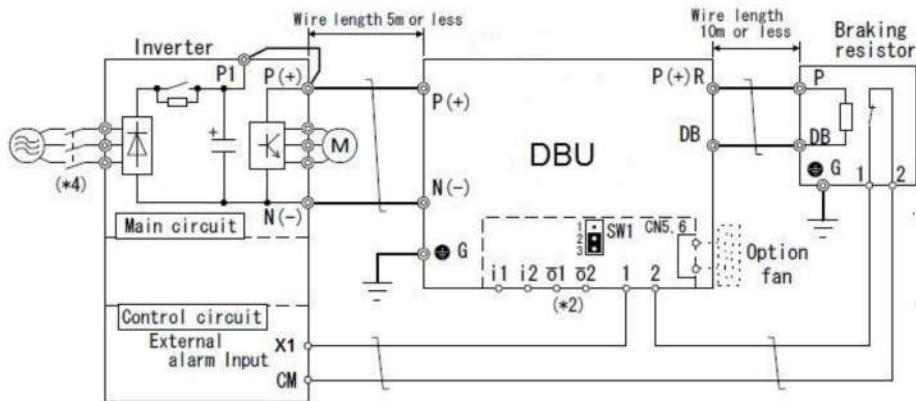 Wire length 5m or less
Wire length
10m or less
Braking
resistor
Inverter
P1
P(+)
P(+)
P(+) R
P
M
DBU
DB
DB
(*4)
N(-)
N(-)
G
1
2
Main circuit
1
2
3
SW1
CN5, 6
G
Option
fan
i1
i2
o1
o2
1
2
(*2)
Control circuit
External
alarm Input
X1
CM